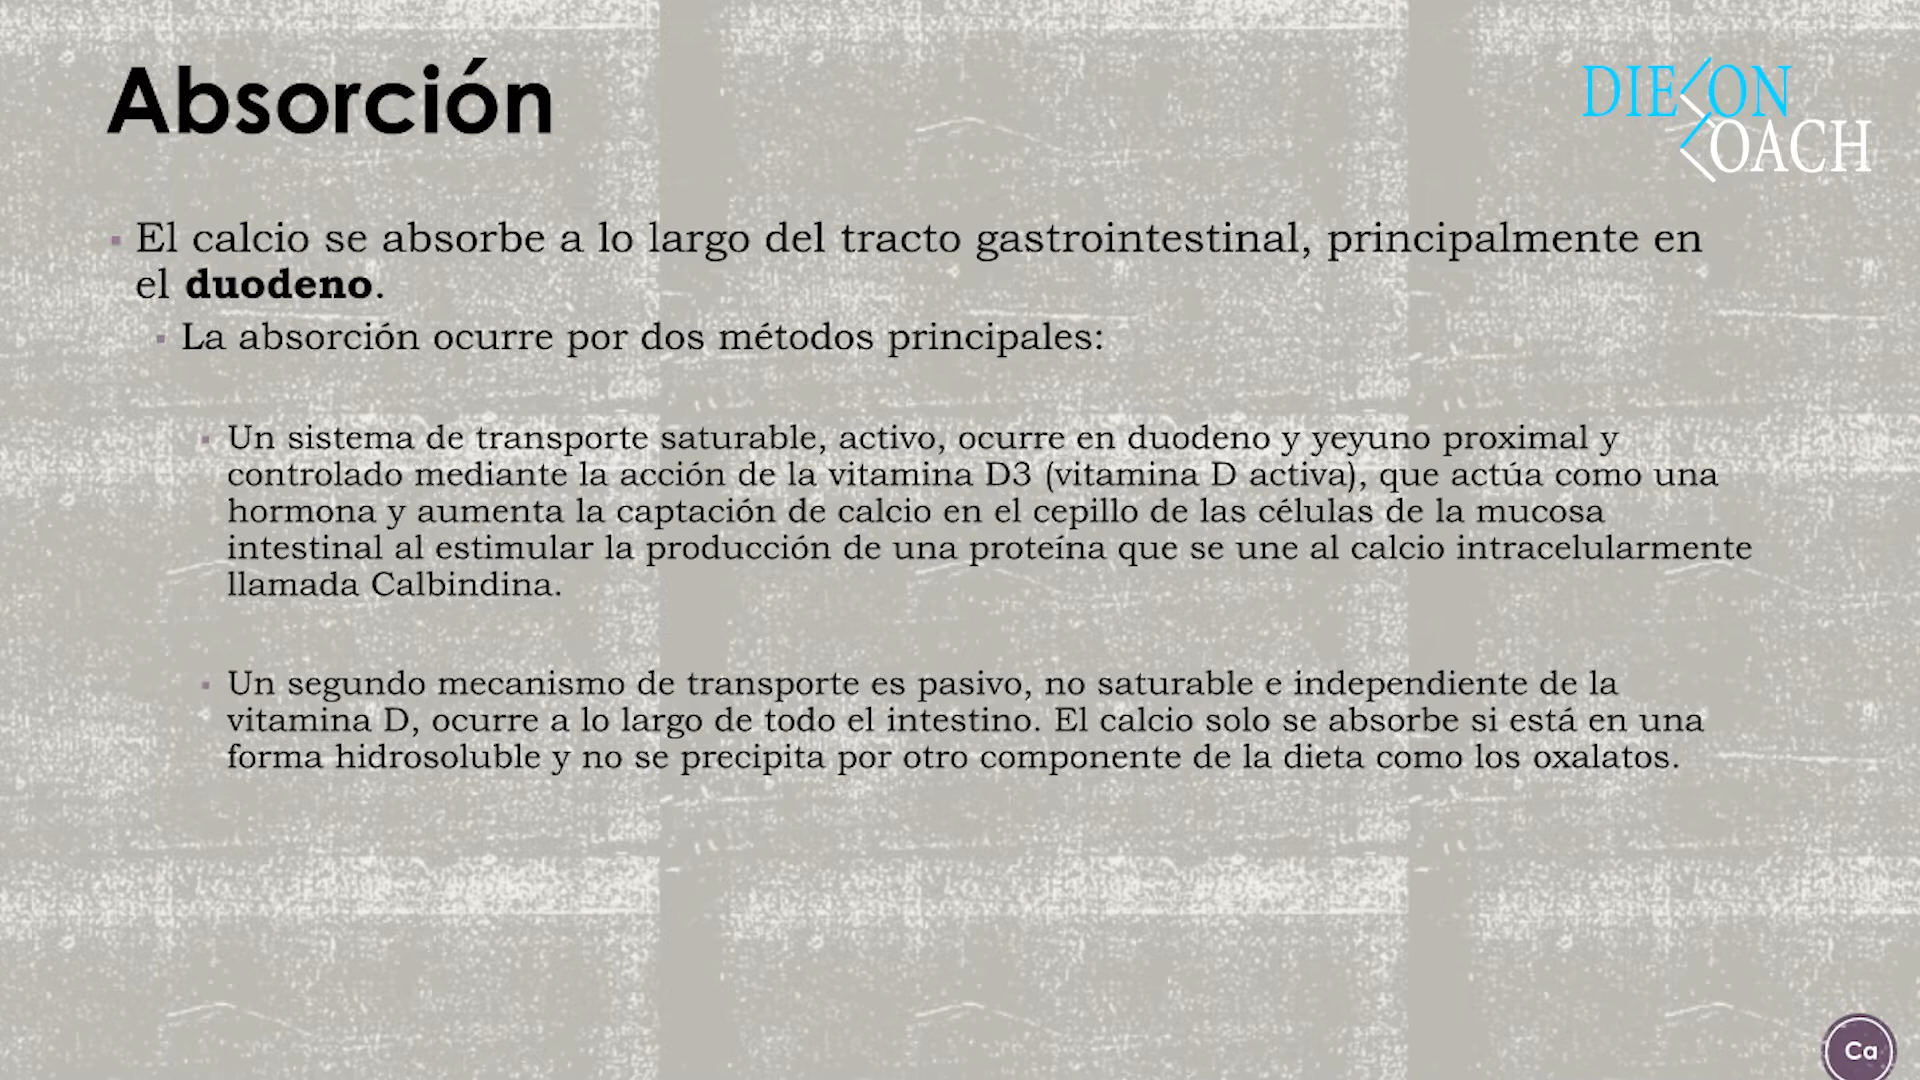 Absorción
DIE ON
OACH
El calcio se absorbe a lo largo del tracto gastrointestinal, principalmente en
el duodeno.
La absorción ocurre por dos métodos principales:
Un sistema de transporte saturable, activo, ocurre en duodeno y yeyuno proximal y
controlado mediante la acción de la vitamina D3 (vitamina D activa), que actúa como una
hormona y aumenta la captación de calcio en el cepillo de las células de la mucosa
intestinal al estimular la producción de una proteína que se une al calcio intracelularmente
llamada Calbindina.
Un segundo mecanismo de transporte es pasivo, no saturable e independiente de la
vitamina D, ocurre a lo largo de todo el intestino. El calcio solo se absorbe si está en una
forma hidrosoluble y no se precipita por otro componente de la dieta como los oxalatos.
Ca